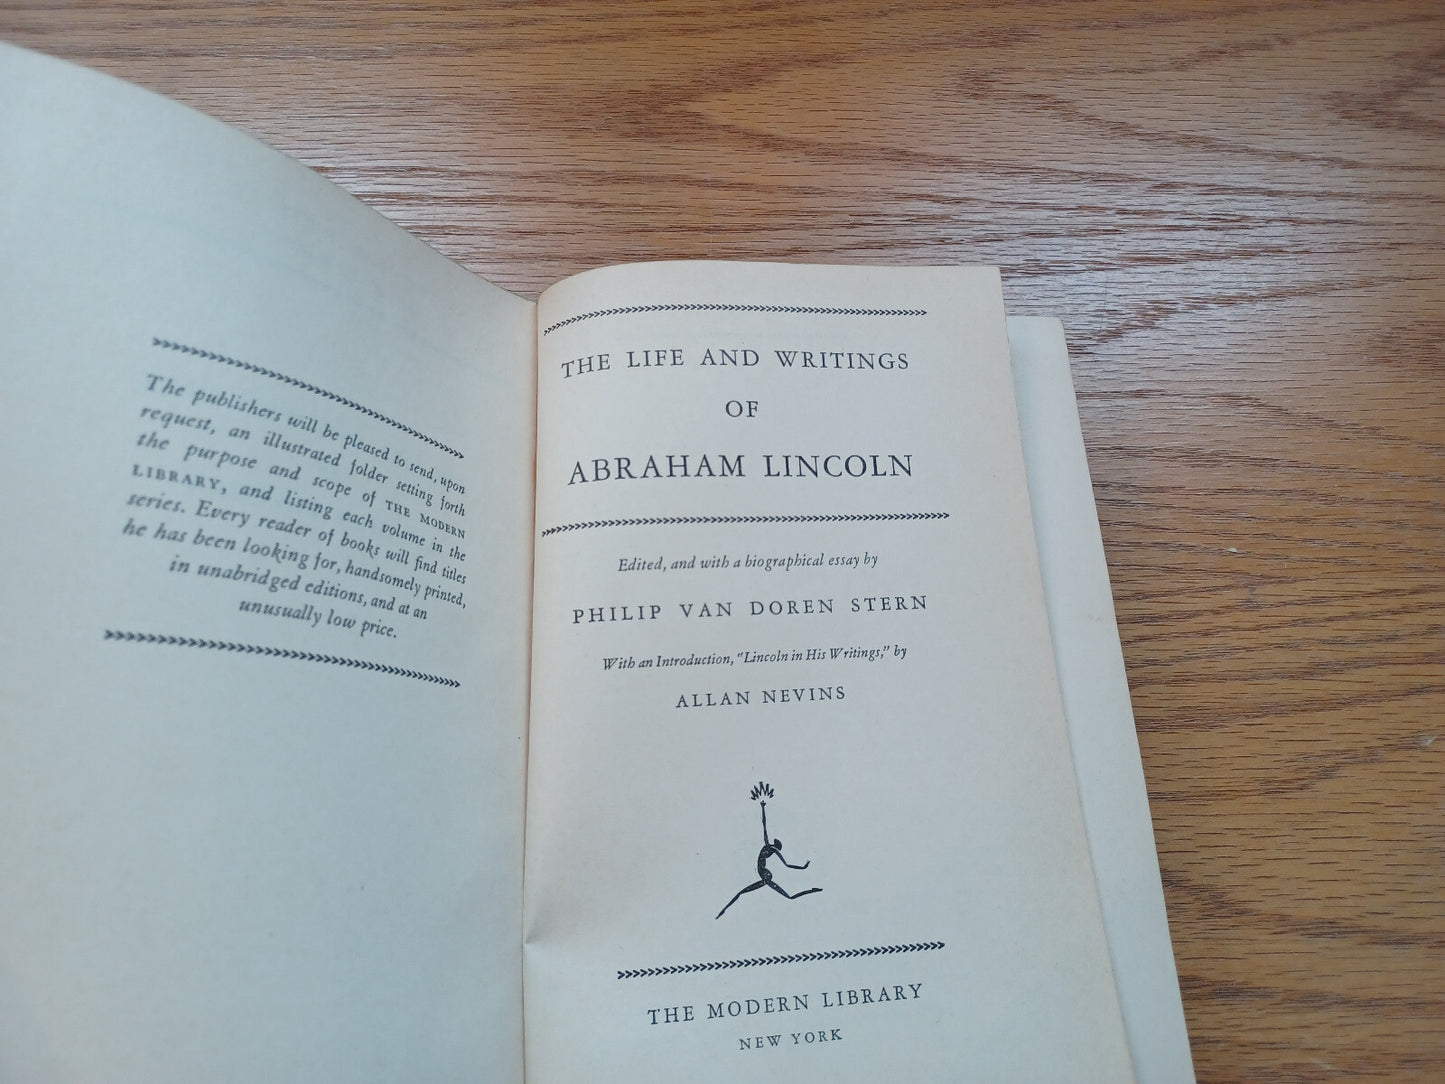 The publishers will be pleased to send, upon
request, an illustrated folder setting forth
the purpose and scope of THE MODERN
LIBRARY, and listing each volume in the
series. Every reader of books will find titles
he has been looking for, handsomely printed,
in unabridged editions, and at an
unusually low price.
THE LIFE AND WRITINGS
OF
ABRAHAM LINCOLN
Edited, and with a biographical essay by
PHILIP VAN DOREN STERN
With an Introduction, "Lincoln in His Writings," by
ALLAN NEVINS
THE MODERN LIBRARY
NEW YORK